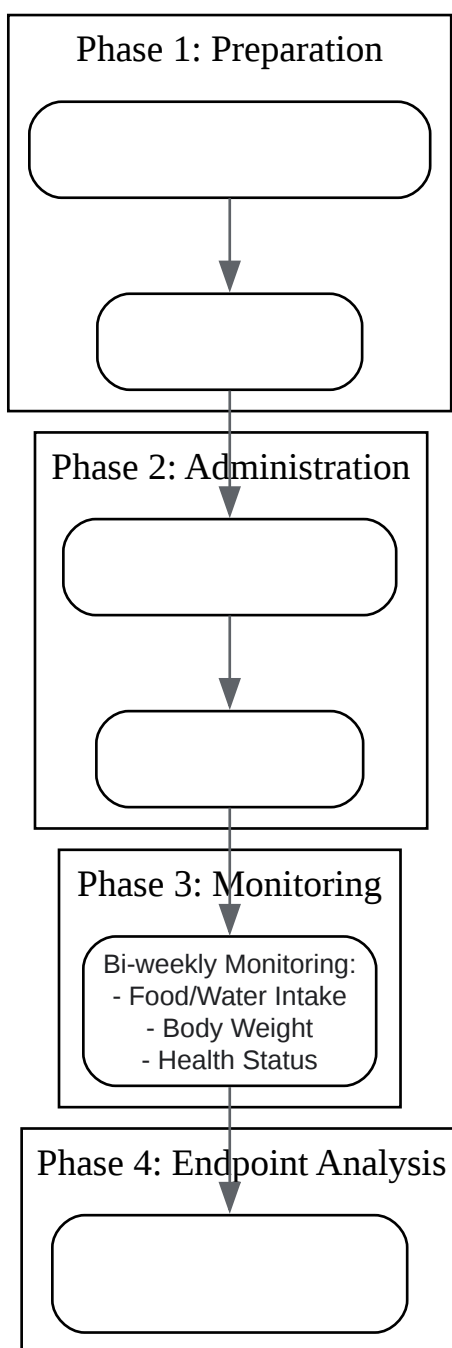 Phase 1: Preparation
Phase 2: Administration
Phase 3: Monitoring
Bi-weekly Monitoring:
- Food/Water Intake
- Body Weight
- Health Status
Phase 4: Endpoint Analysis